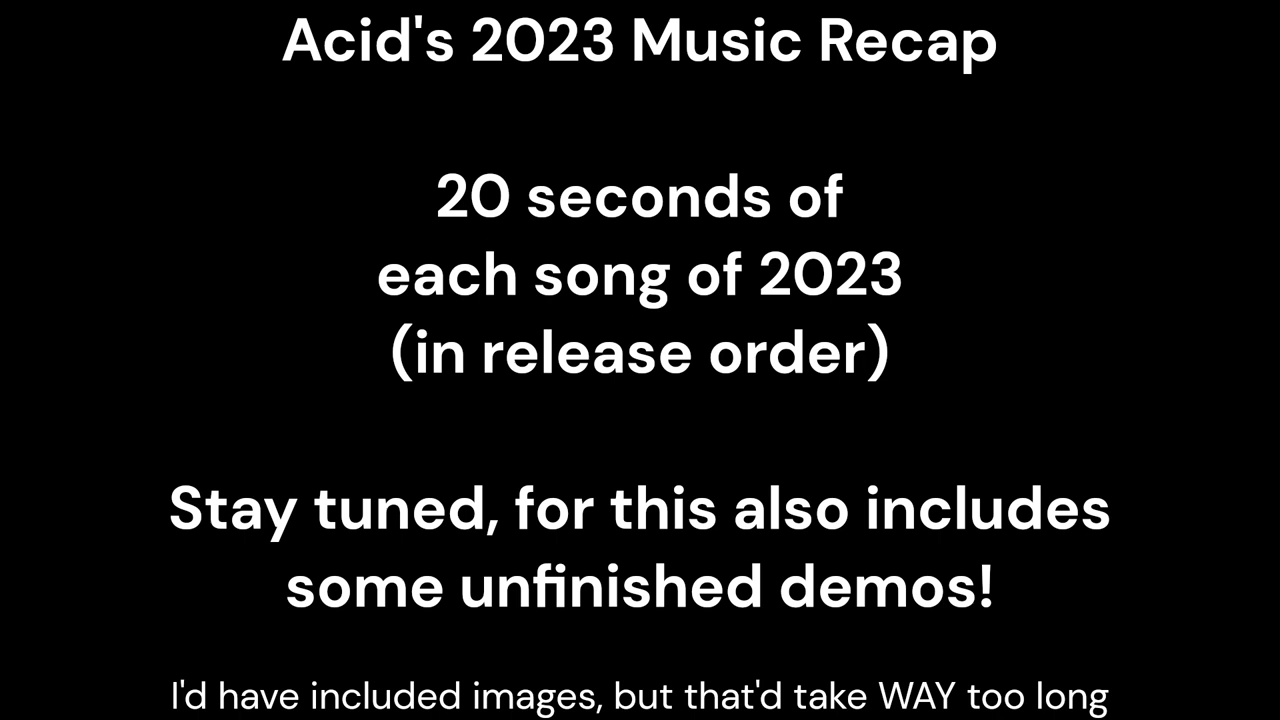 Acid's 2023 Music Recap
20 seconds of
each song of 2023
(in release order)
Stay tuned, for this also includes
some unfinished demos!
I'd have included images, but that'd take WAY too long